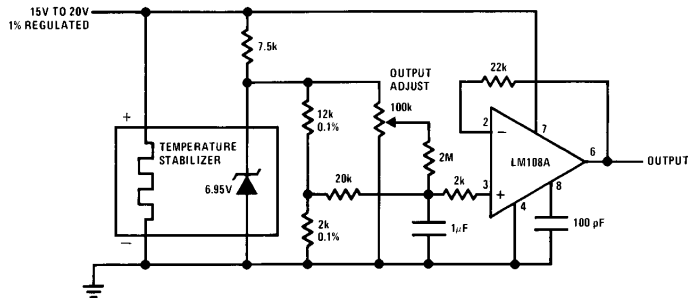 15V TO 20V
1% REGULATED
7.5k
OUTPUT
ADJUST
22k
+
TEMPERATURE
STABILIZER
6.95V
−
12k
0.1%
100k
2M
20k
2k
2k
0.1%
1μF
2
−
7
LM108A
6
OUTPUT
3
+
4
8
100 pF